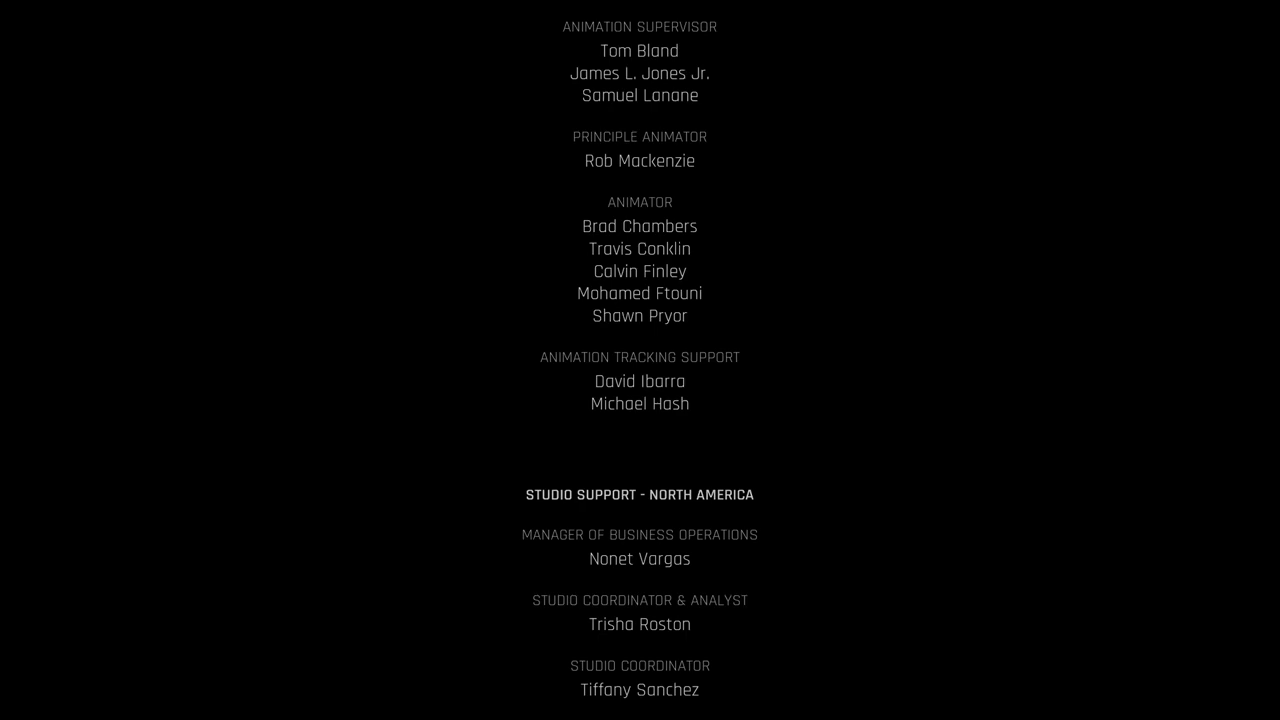 ANIMATION SUPERVISOR
Tom Bland
James L. Jones Jr.
Samuel Lanane
PRINCIPLE ANIMATOR
Rob Mackenzie
ANIMATOR
Brad Chambers
Travis Conklin
Calvin Finley
Mohamed Ftouni
Shawn Pryor
ANIMATION TRACKING SUPPORT
David Ibarra
Michael Hash
STUDIO SUPPORT - NORTH AMERICA
MANAGER OF BUSINESS OPERATIONS
Nonet Vargas
STUDIO COORDINATOR & ANALYST
Trisha Roston
STUDIO COORDINATOR
Tiffany Sanchez